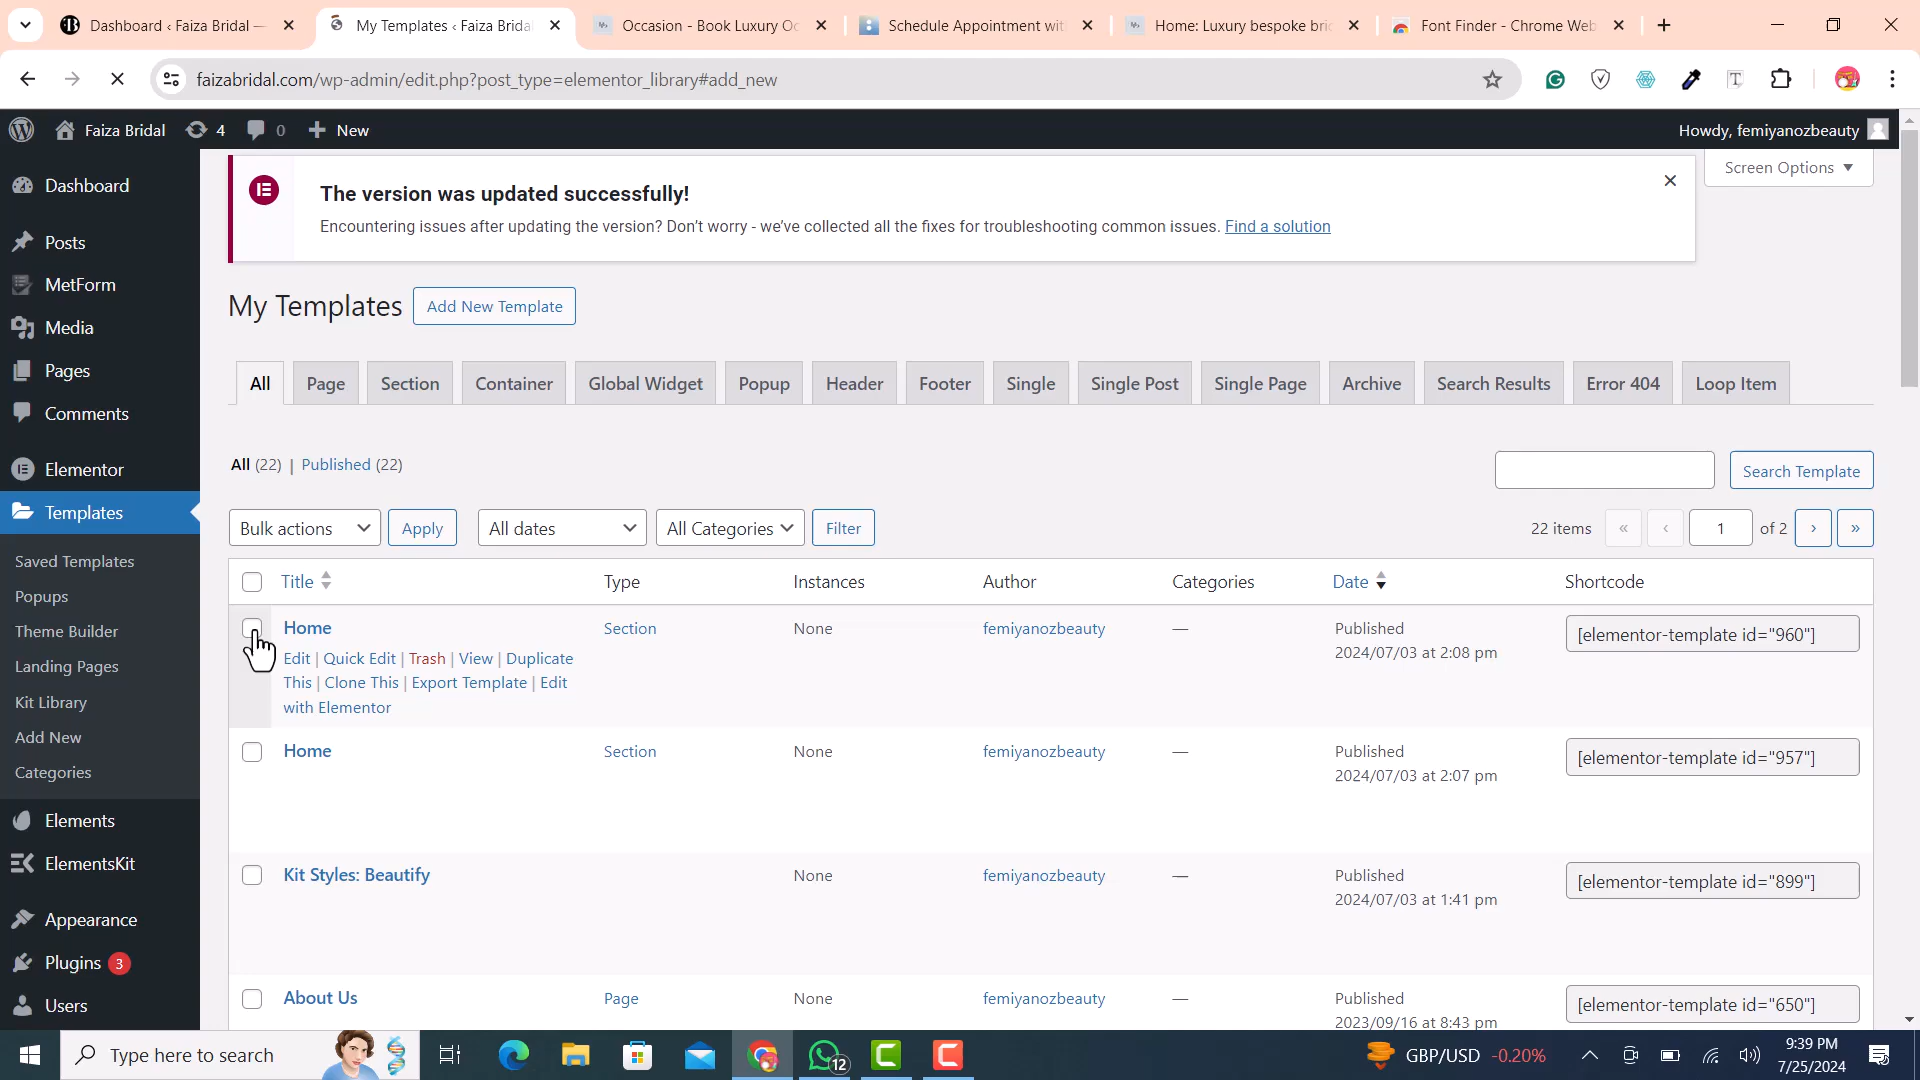 Dashboard ‹ Faiza Bridal —
My Templates ‹ Faiza Bridal
Occasion - Book Luxury Oc
Schedule Appointment wit
Home: Luxury bespoke brid
Font Finder - Chrome Web
faizabridal.com/wp-admin/edit.php?post_type=elementor_library#add_new
Faiza Bridal
4
0
New
Howdy, femiyanozbeauty
Dashboard
Posts
MetForm
Media
Pages
Comments
Elementor
Templates
Saved Templates
Popups
Theme Builder
Landing Pages
Kit Library
Add New
Categories
Elements
ElementsKit
Appearance
Plugins 3
Users
The version was updated successfully!
Encountering issues after updating the version? Don't worry - we've collected all the fixes for troubleshooting common issues. Find a solution
Screen Options
My Templates
Add New Template
All
Page
Section
Container
Global Widget
Popup
Header
Footer
Single
Single Post
Single Page
Archive
Search Results
Error 404
Loop Item
All (22) | Published (22)
Search Template
Bulk actions
Apply
All dates
All Categories
Filter
22 items
«
‹
1
of 2
›
»
Title
Type
Instances
Author
Categories
Date
Shortcode
Home
Section
None
femiyanozbeauty
—
Published
2024/07/03 at 2:08 pm
[elementor-template id="960"]
Edit | Quick Edit | Trash | View | Duplicate
This | Clone This | Export Template | Edit
with Elementor
Home
Section
None
femiyanozbeauty
—
Published
2024/07/03 at 2:07 pm
[elementor-template id="957"]
Kit Styles: Beautify
None
femiyanozbeauty
—
Published
2024/07/03 at 1:41 pm
[elementor-template id="899"]
About Us
Page
None
femiyanozbeauty
—
Published
2023/09/16 at 8:43 pm
[elementor-template id="650"]
Type here to search
12
GBP/USD -0.20%
9:39 PM
7/25/2024